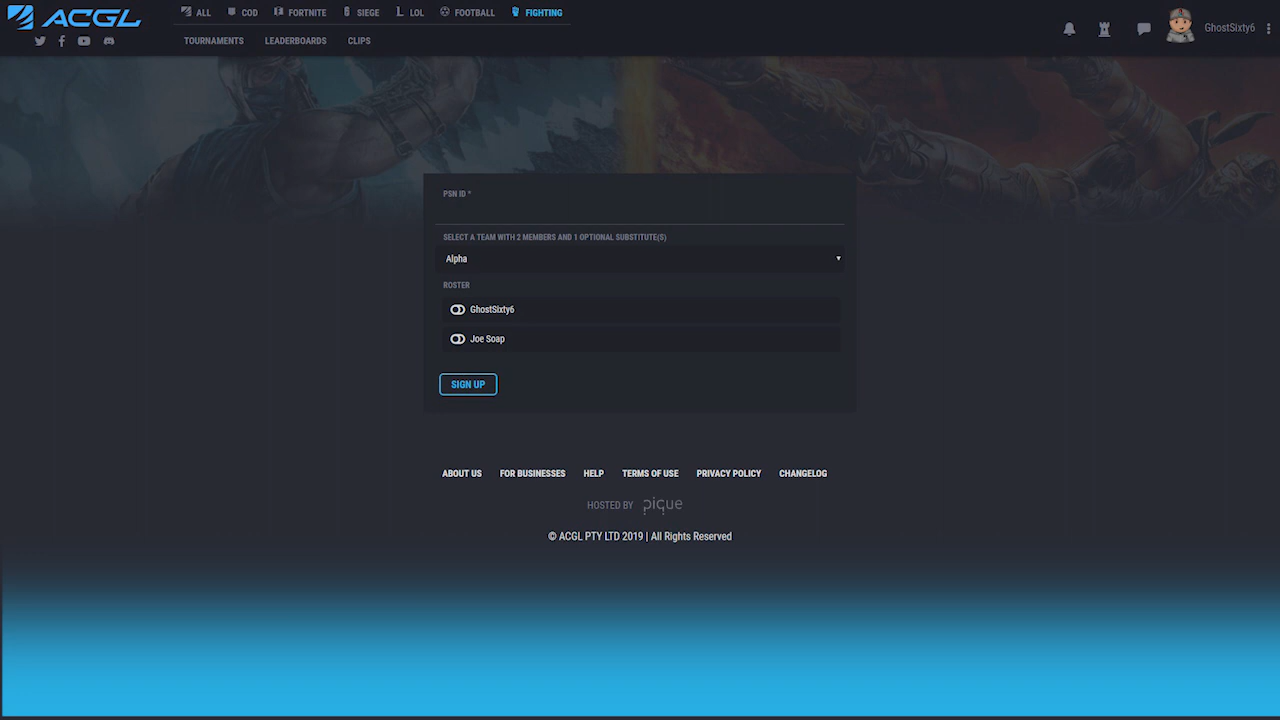 ACGL
ALL COD FORTNITE SIEGE LOL FOOTBALL FIGHTING
TOURNAMENTS LEADERBOARDS CLIPS
GhostSixty6
PSN ID *
SELECT A TEAM WITH 2 MEMBERS AND 1 OPTIONAL SUBSTITUTE(S)
Alpha
ROSTER
GhostSixty6
Joe Soap
SIGN UP
ABOUT US FOR BUSINESSES HELP TERMS OF USE PRIVACY POLICY CHANGELOG
HOSTED BY pique
© ACGL PTY LTD 2019 | All Rights Reserved